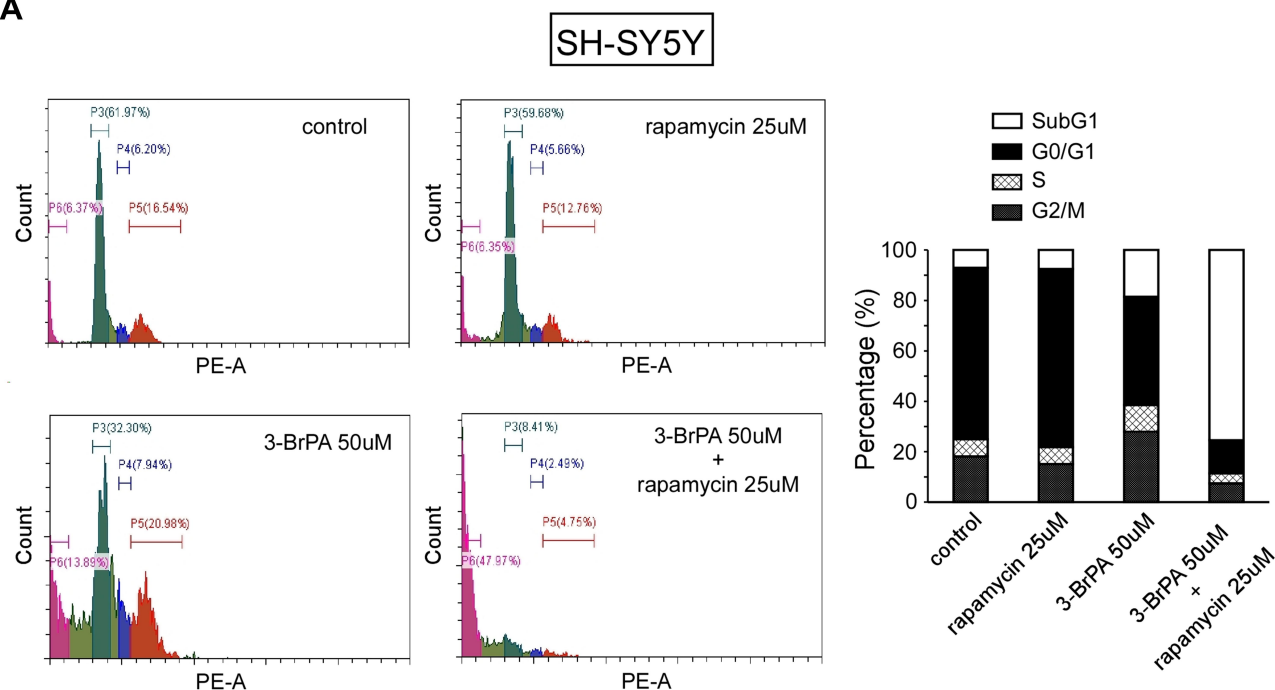 A
SH-SY5Y
P3(61.97%)
control
P4(6.20%)
P6(6.37%)
P5(16.54%)
Count
PE-A
P3(59.68%)
rapamycin 25uM
P4(5.66%)
P5(12.76%)
P6(6.35%)
Count
PE-A
P3(32.30%)
3-BrPA 50uM
P4(7.94%)
P5(20.98%)
P6(13.89%)
Count
PE-A
P3(8.41%)
3-BrPA 50uM
+
rapamycin 25uM
P4(2.49%)
P5(4.75%)
P6(47.97%)
Count
PE-A
SubG1
G0/G1
S
G2/M
Percentage (%)
100
80
60
40
20
0
control
rapamycin 25uM
3-BrPA 50uM
3-BrPA 50uM
+
rapamycin 25uM